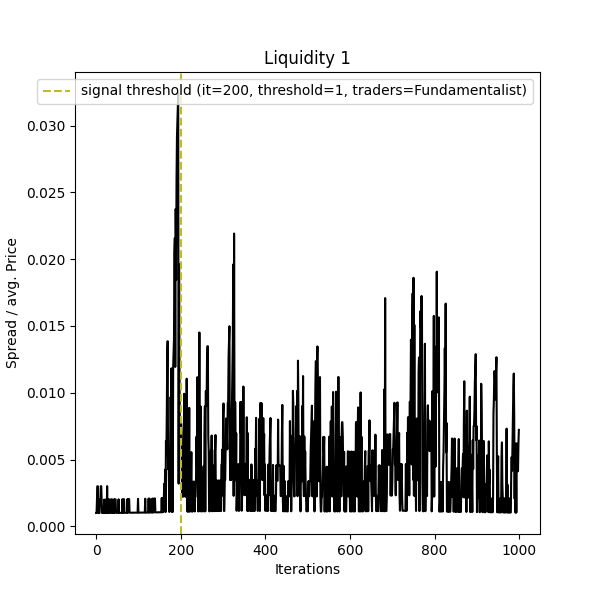 Liquidity 1
signal threshold (it=200, threshold=1, traders=Fundamentalist)
0.030
0.025
0.020
0.015
0.010
0.005
0.000
Spread / avg. Price
0 200 400 600 800 1000
Iterations